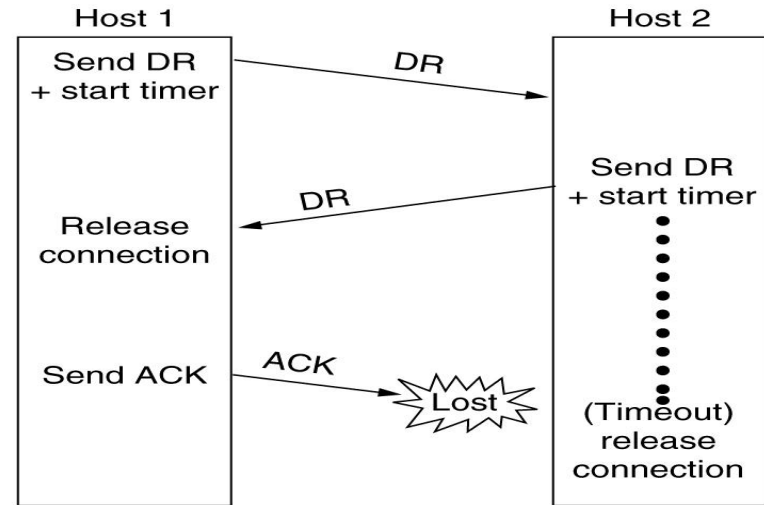 Host 1
Host 2
Send DR
+ start timer
DR
Send DR
+ start timer
DR
Release
connection
Send ACK
ACK
Lost
(Timeout)
release
connection